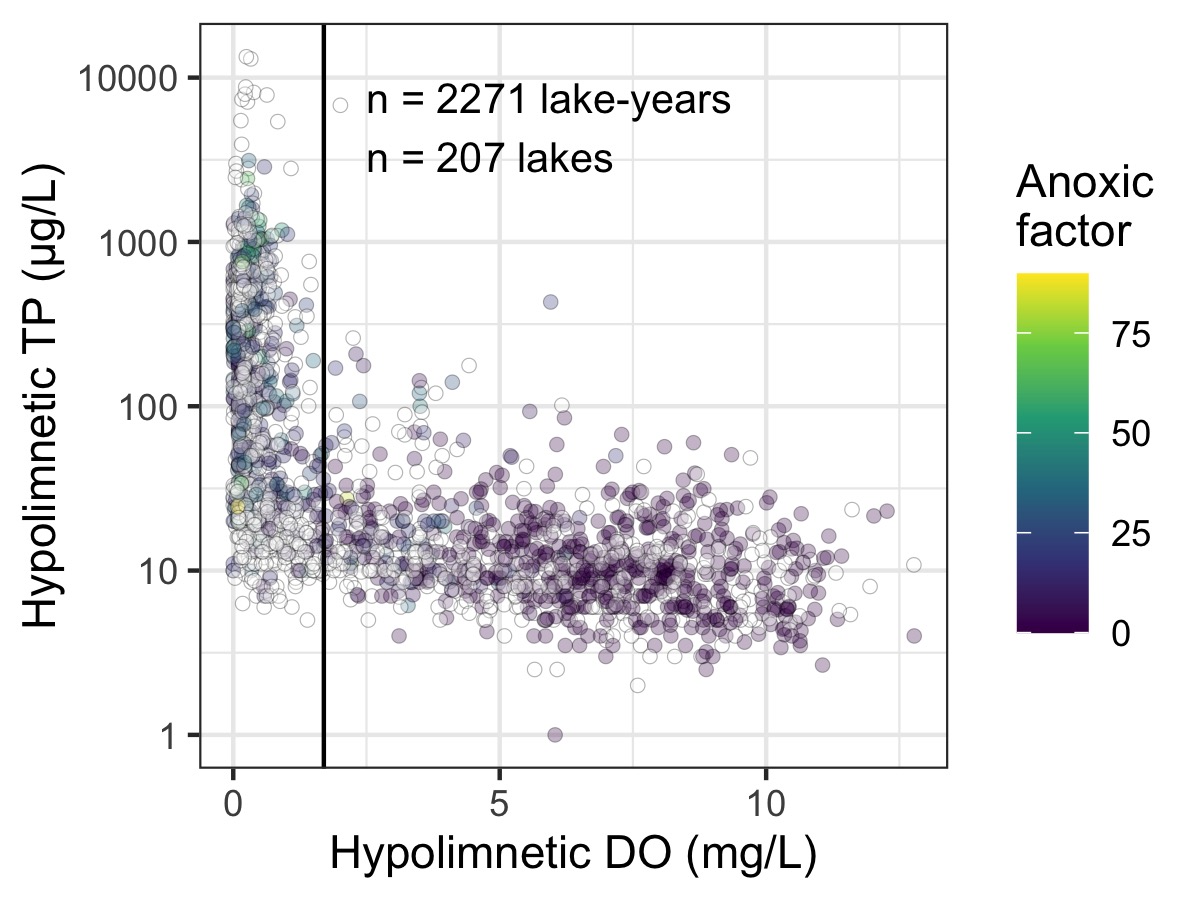 n = 2271 lake-years
n = 207 lakes
Hypolimnetic TP (µg/L)
10000
1000
100
10
1
0
5
10
Hypolimnetic DO (mg/L)
Anoxic
factor
75
50
25
0